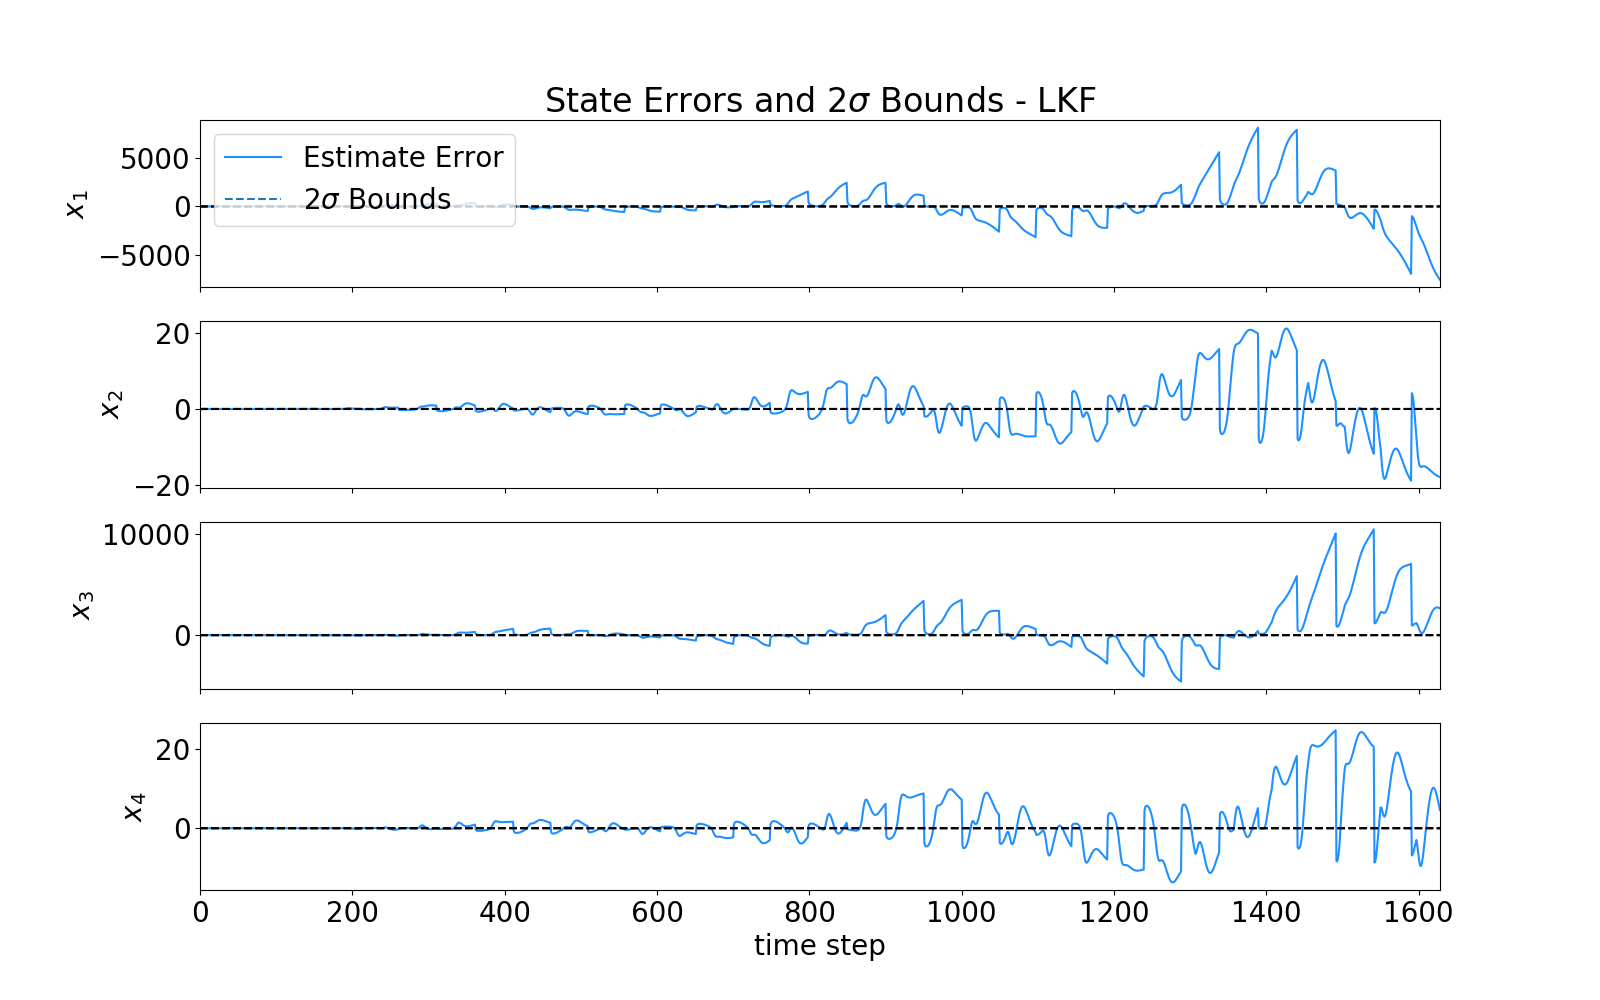 State Errors and 2σ Bounds - LKF
5000
0
−5000
x1
Estimate Error
2σ Bounds
20
0
−20
x2
10000
0
x3
20
0
x4
0 200 400 600 800 1000 1200 1400 1600
time step